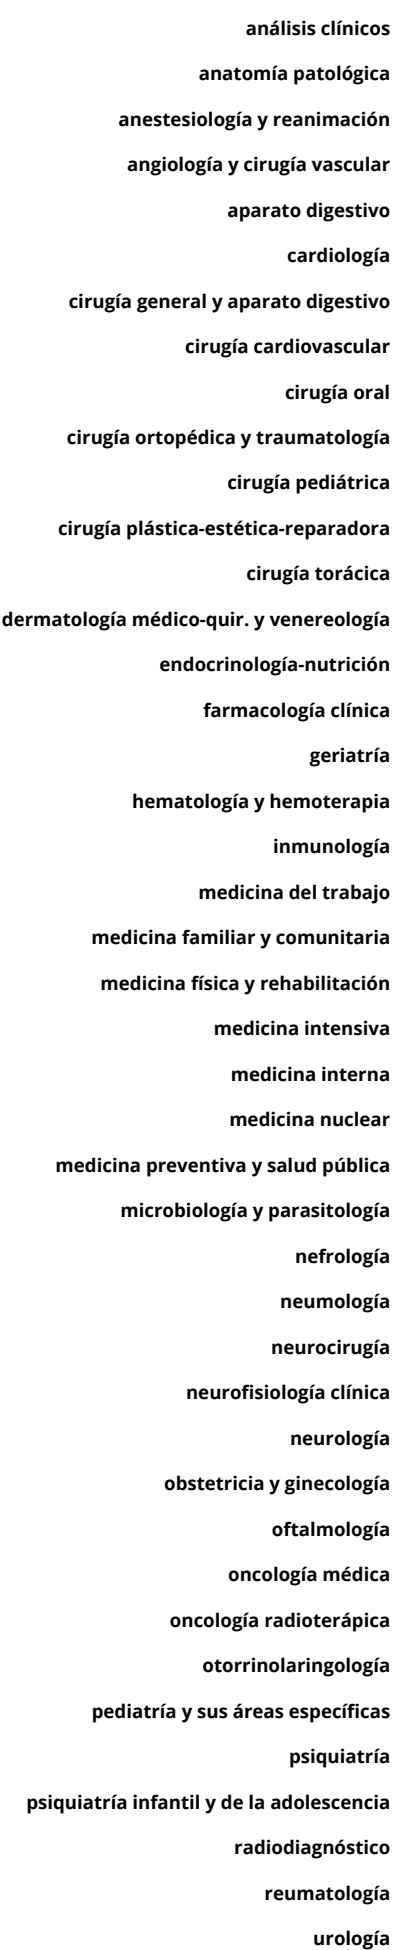 análisis clínicos
anatomía patológica
anestesiología y reanimación
angiología y cirugía vascular
aparato digestivo
cardiología
cirugía general y aparato digestivo
cirugía cardiovascular
cirugía oral
cirugía ortopédica y traumatología
cirugía pediátrica
cirugía plástica-estética-reparadora
cirugía torácica
dermatología médico-quir. y venereología
endocrinología-nutrición
farmacología clínica
geriatría
hematología y hemoterapia
inmunología
medicina del trabajo
medicina familiar y comunitaria
medicina física y rehabilitación
medicina intensiva
medicina interna
medicina nuclear
medicina preventiva y salud pública
microbiología y parasitología
nefrología
neumología
neurocirugía
neurofisiología clínica
neurología
obstetricia y ginecología
oftalmología
oncología médica
oncología radioterápica
otorrinolaringología
pediatría y sus áreas específicas
psiquiatría
psiquiatría infantil y de la adolescencia
radiodiagnóstico
reumatología
urología